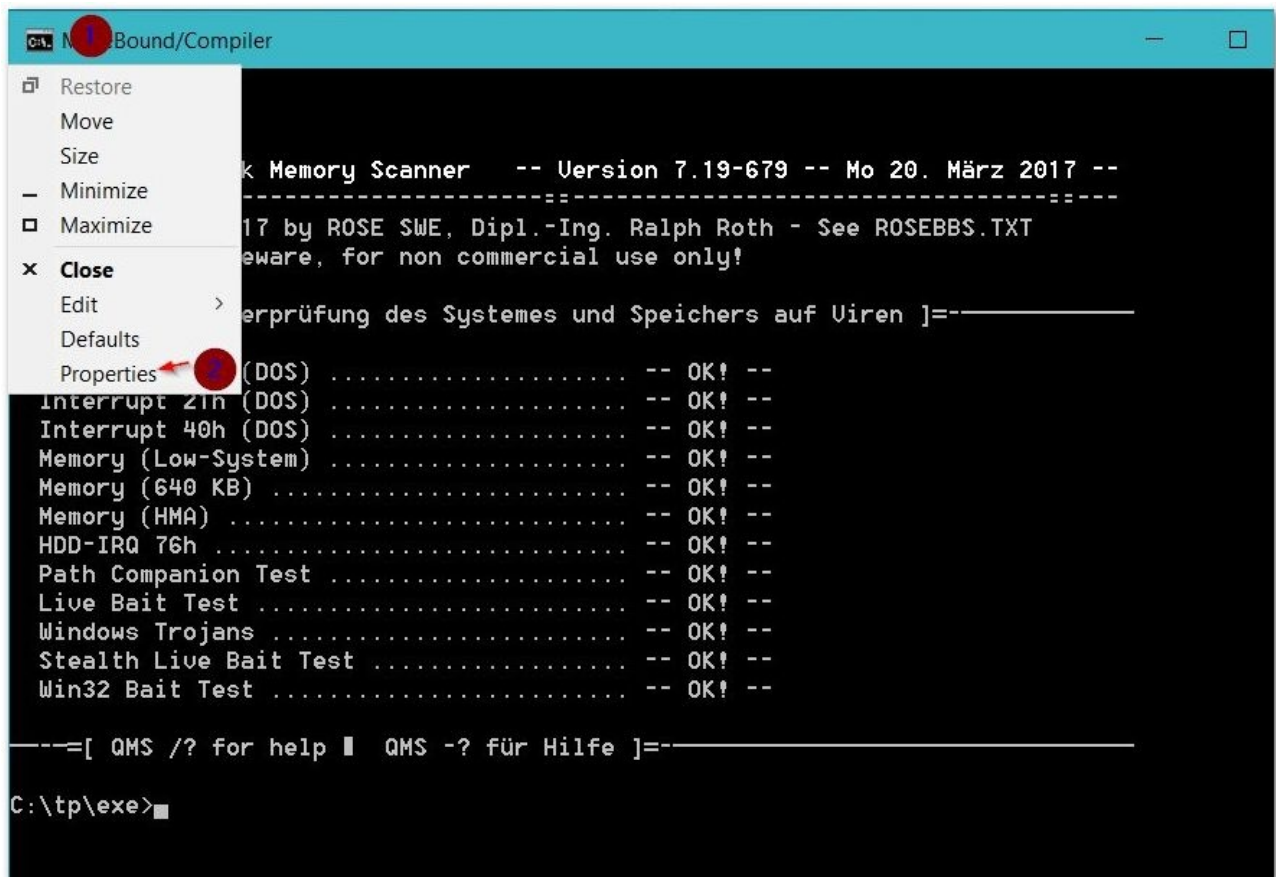 Bound/Compiler
1
Restore
Move
Size
Minimize
Maximize
Close
Edit
Defaults
Properties
2
k Memory Scanner -- Version 7.19-679 -- Mo 20. März 2017 --
17 by ROSE SWE, Dipl.-Ing. Ralph Roth - See ROSEBBS.TXT
eware, for non commercial use only!
erprüfung des Systemes und Speichers auf Viren ]=-
(DOS) ..................... -- OK! --
Interrupt 21h (DOS) ..................... -- OK! --
Interrupt 40h (DOS) ..................... -- OK! --
Memory (Low-System) ..................... -- OK! --
Memory (640 KB) ......................... -- OK! --
Memory (HMA) ............................ -- OK! --
HDD-IRQ 76h ............................. -- OK! --
Path Companion Test ..................... -- OK! --
Live Bait Test .......................... -- OK! --
Windows Trojans ......................... -- OK! --
Stealth Live Bait Test .................. -- OK! --
Win32 Bait Test ......................... -- OK! --
=[ QMS /? for help QMS -? für Hilfe ]=-
C:\tp\exe>